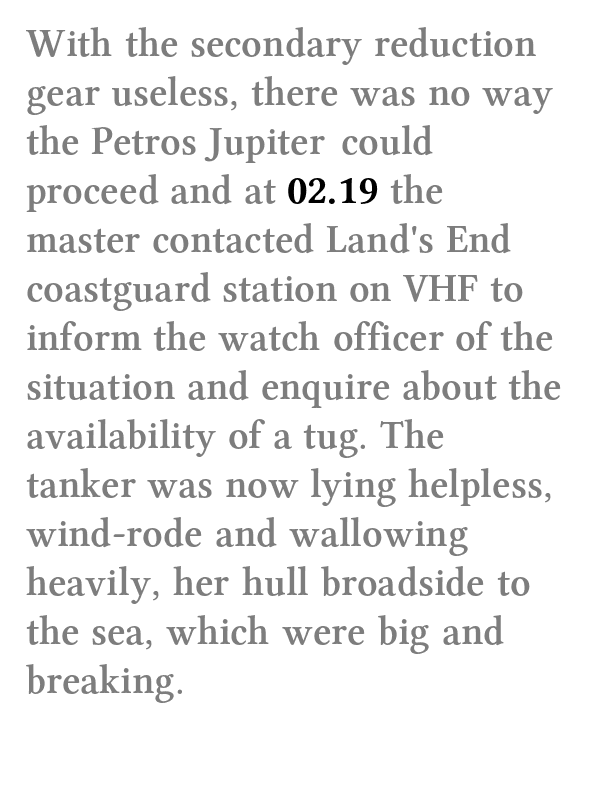 With the secondary reduction
gear useless, there was no way
the Petros Jupiter could
proceed and at 02.19 the
master contacted Land's End
coastguard station on VHF to
inform the watch officer of the
situation and enquire about the
availability of a tug. The
tanker was now lying helpless,
wind-rode and wallowing
heavily, her hull broadside to
the sea, which were big and
breaking.